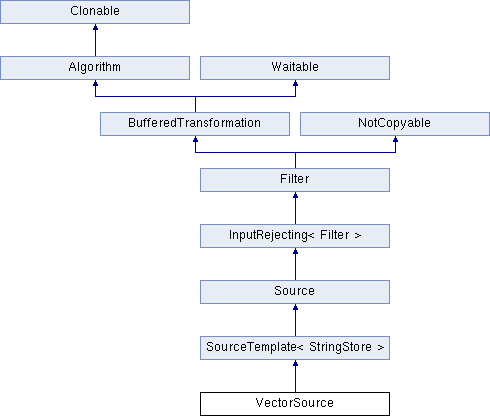 Clonable
Algorithm
Waitable
BufferedTransformation
NotCopyable
Filter
InputRejecting< Filter >
Source
SourceTemplate< StringStore >
VectorSource